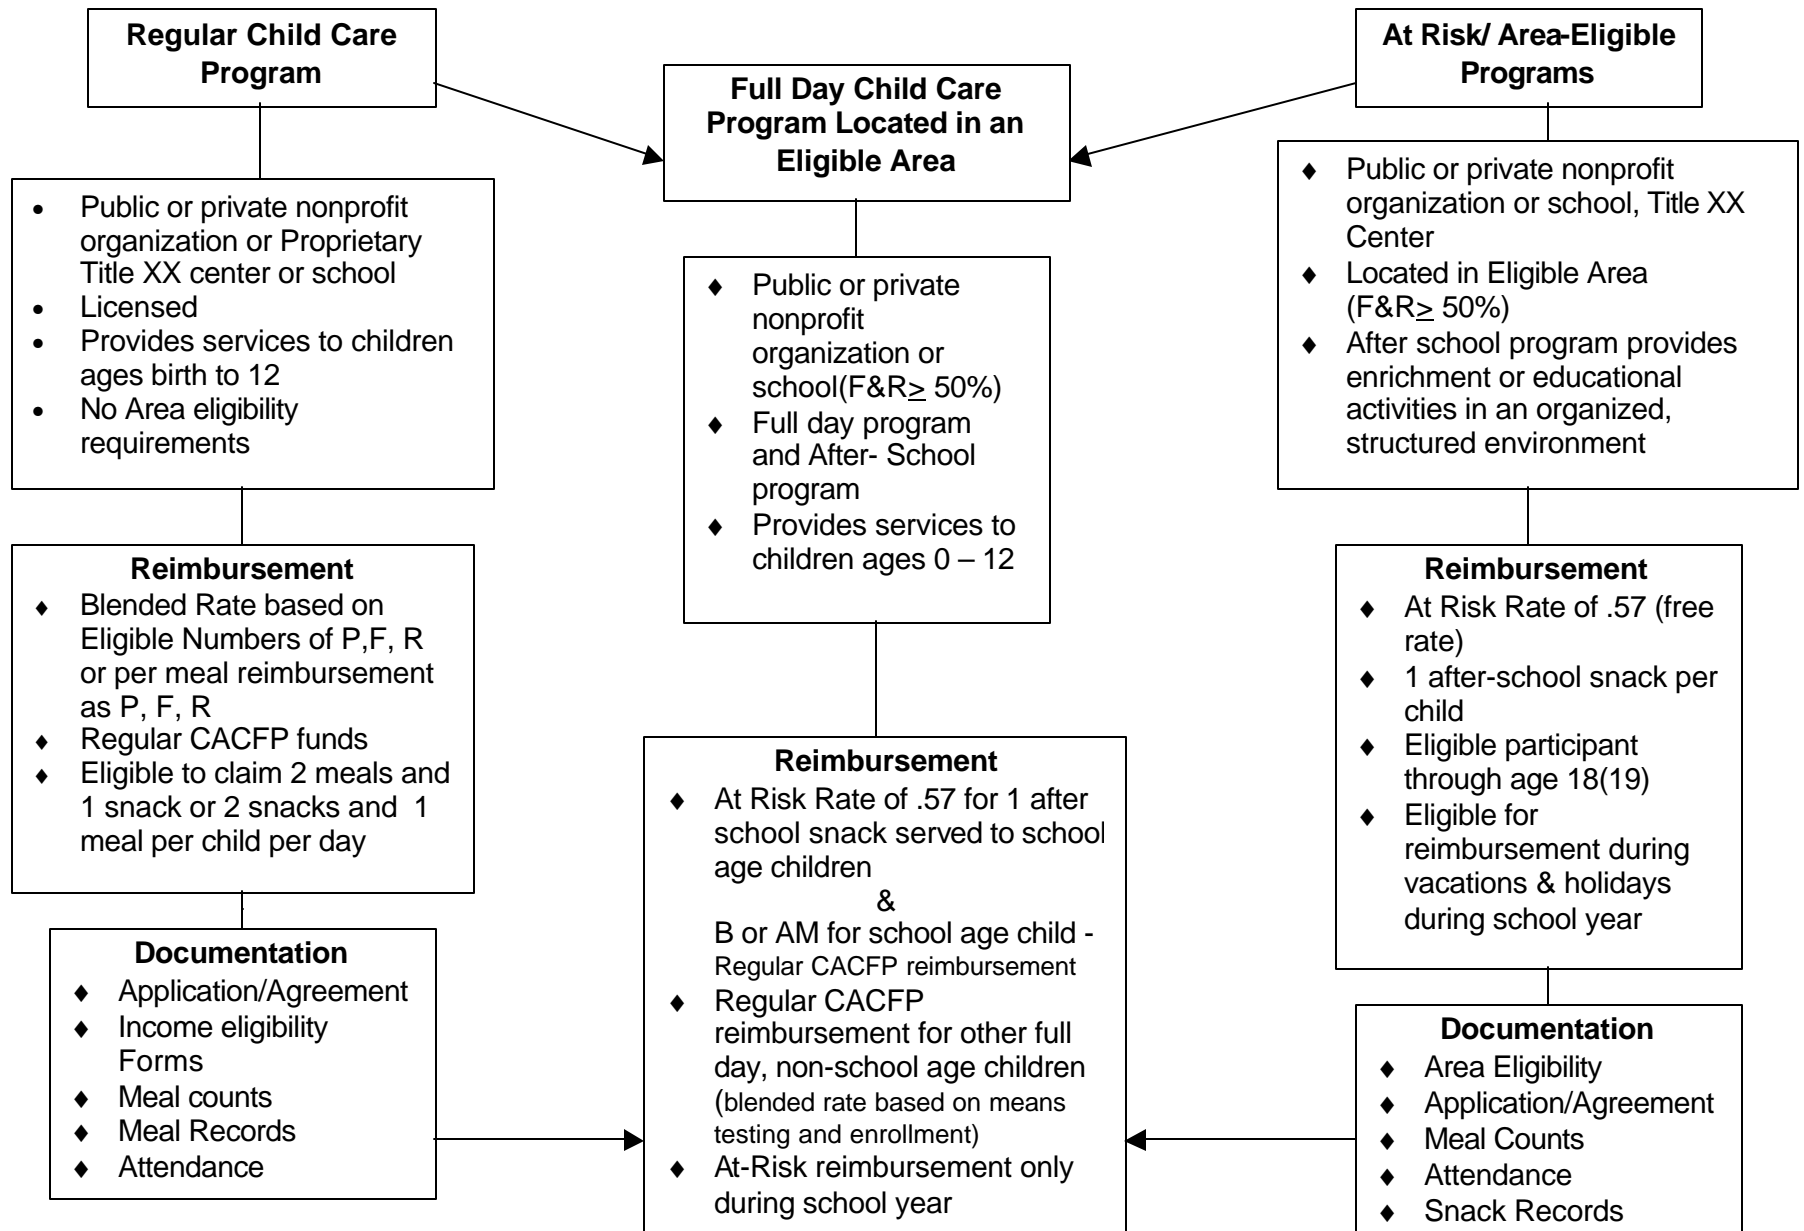 Regular Child Care
Program
Full Day Child Care
Program Located in an
Eligible Area
At Risk/ Area-Eligible
Programs
• Public or private nonprofit
organization or Proprietary
Title XX center or school
• Licensed
• Provides services to children
ages birth to 12
• No Area eligibility
requirements
♦ Public or private
nonprofit
organization or
school(F&R≥ 50%)
♦ Full day program
and After- School
program
♦ Provides services to
children ages 0 – 12
♦ Public or private nonprofit
organization or school, Title XX
Center
♦ Located in Eligible Area
(F&R≥ 50%)
♦ After school program provides
enrichment or educational
activities in an organized,
structured environment
Reimbursement
♦ Blended Rate based on
Eligible Numbers of P,F, R
or per meal reimbursement
as P, F, R
♦ Regular CACFP funds
♦ Eligible to claim 2 meals and
1 snack or 2 snacks and 1
meal per child per day
Reimbursement
♦ At Risk Rate of .57 for 1 after
school snack served to school
age children
&
B or AM for school age child -
Regular CACFP reimbursement
♦ Regular CACFP
reimbursement for other full
day, non-school age children
(blended rate based on means
testing and enrollment)
♦ At-Risk reimbursement only
during school year
Reimbursement
♦ At Risk Rate of .57 (free
rate)
♦ 1 after-school snack per
child
♦ Eligible participant
through age 18(19)
♦ Eligible for
reimbursement during
vacations & holidays
during school year
Documentation
♦ Application/Agreement
♦ Income eligibility
Forms
♦ Meal counts
♦ Meal Records
♦ Attendance
Documentation
♦ Area Eligibility
♦ Application/Agreement
♦ Meal Counts
♦ Attendance
♦ Snack Records